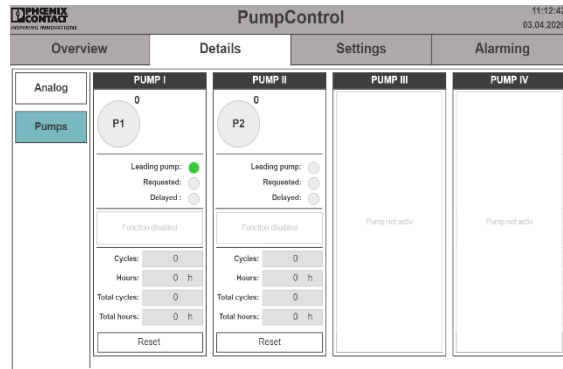 PHŒNIX
CONTACT
INSPIRING INNOVATIONS
PumpControl
11:12:42
03.04.2020
Overview
Details
Settings
Alarming
Analog
Pumps
PUMP I
0
P1
Leading pump:
Requested:
Delayed :
Function disabled
Cycles: 0
Hours: 0 h
Total cycles: 0
Total hours: 0 h
Reset
PUMP II
0
P2
Leading pump:
Requested:
Delayed:
Function disabled
Cycles: 0
Hours: 0 h
Total cycles: 0
Total hours: 0 h
Reset
PUMP III
Pump not activ
PUMP IV
Pump not activ